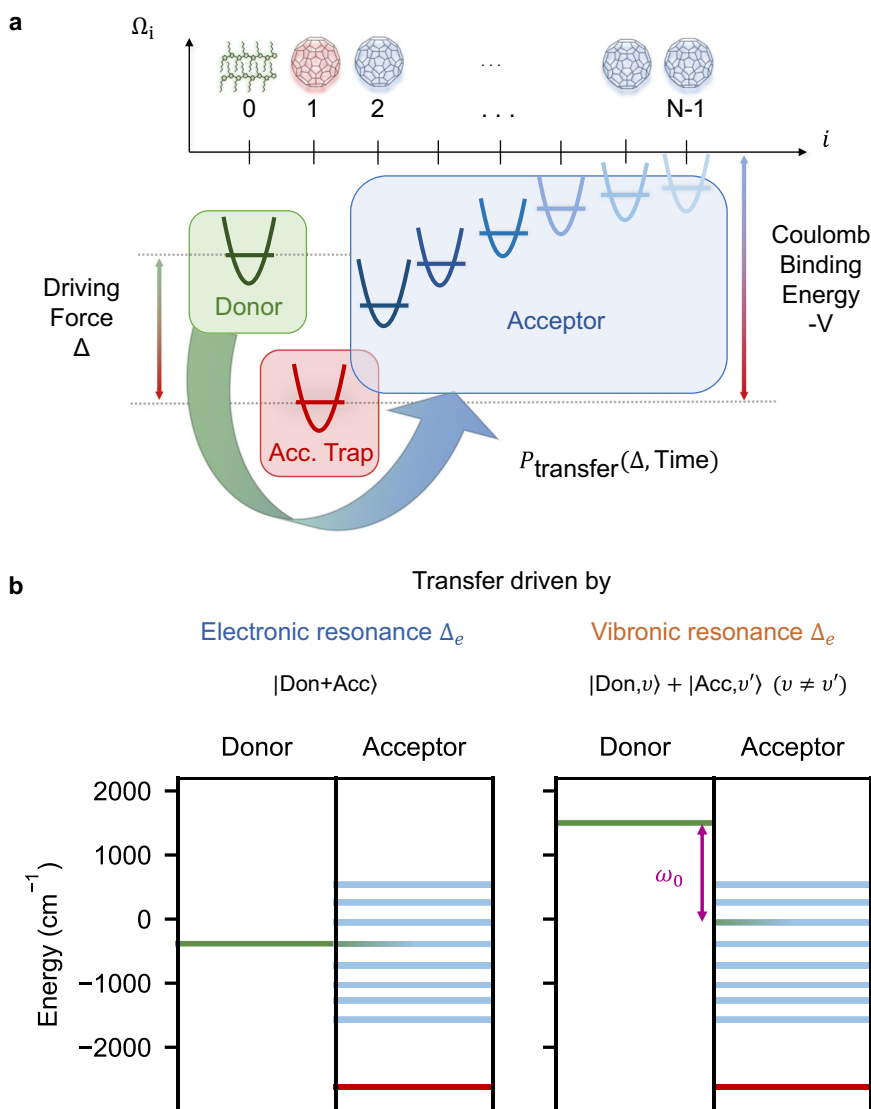 a
Ωᵢ
. . .
0 1 2 . . . N-1
i
Driving
Force
Δ
Donor
Acceptor
Acc. Trap
Coulomb
Binding
Energy
-V
P_transfer(Δ, Time)
b
Transfer driven by
Electronic resonance Δₑ
Vibronic resonance Δₑ
|Don+Acc⟩
|Don,υ⟩ + |Acc,υ′⟩ (υ ≠ υ′)
Donor Acceptor
Donor Acceptor
Energy (cm⁻¹)
2000
1000
0
−1000
−2000
ω₀